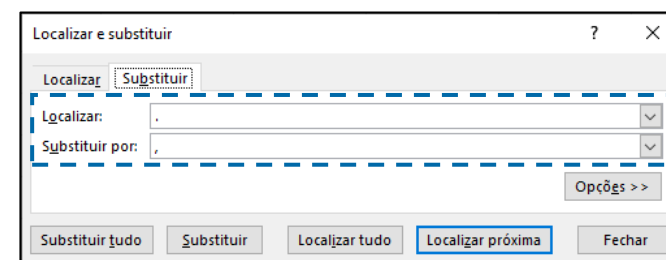 Localizar e substituir ? ×
Localizar Substituir
Localizar: .
Substituir por: ,
Opções >>
Substituir tudo Substituir Localizar tudo Localizar próxima Fechar